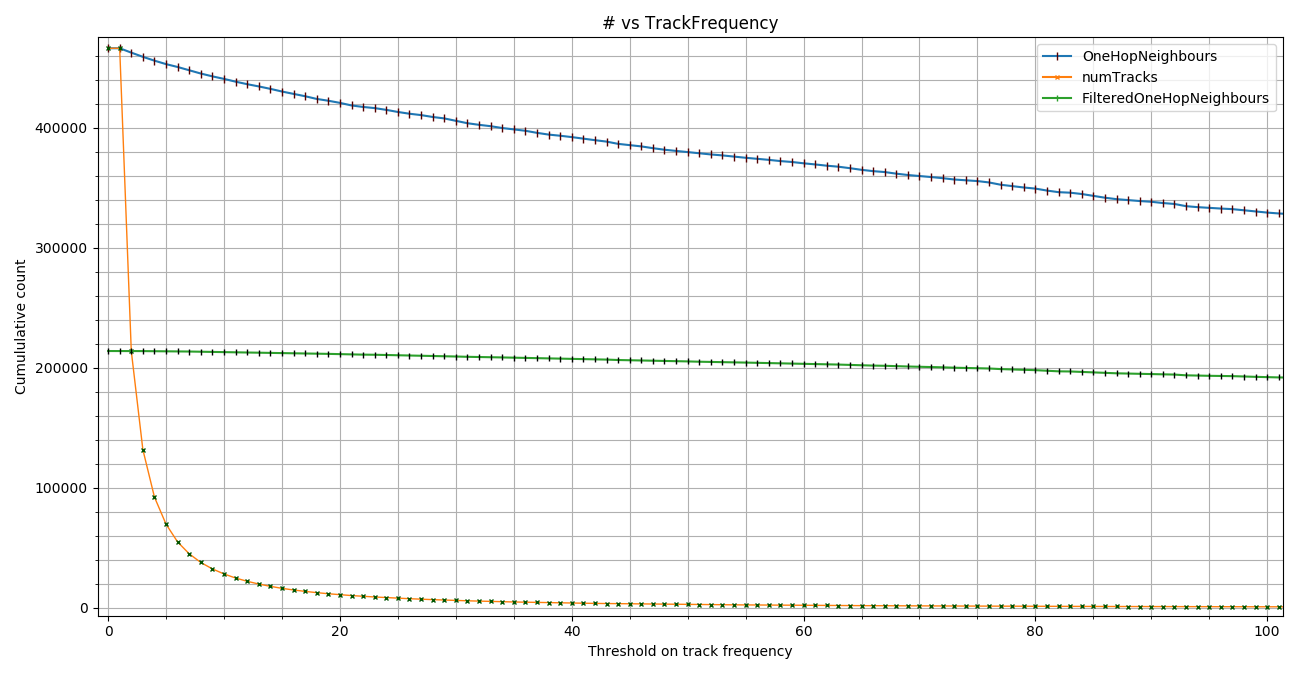 # vs TrackFrequency
OneHopNeighbours
numTracks
FilteredOneHopNeighbours
400000
300000
200000
100000
0
Cumululative count
0 20 40 60 80 100
Threshold on track frequency